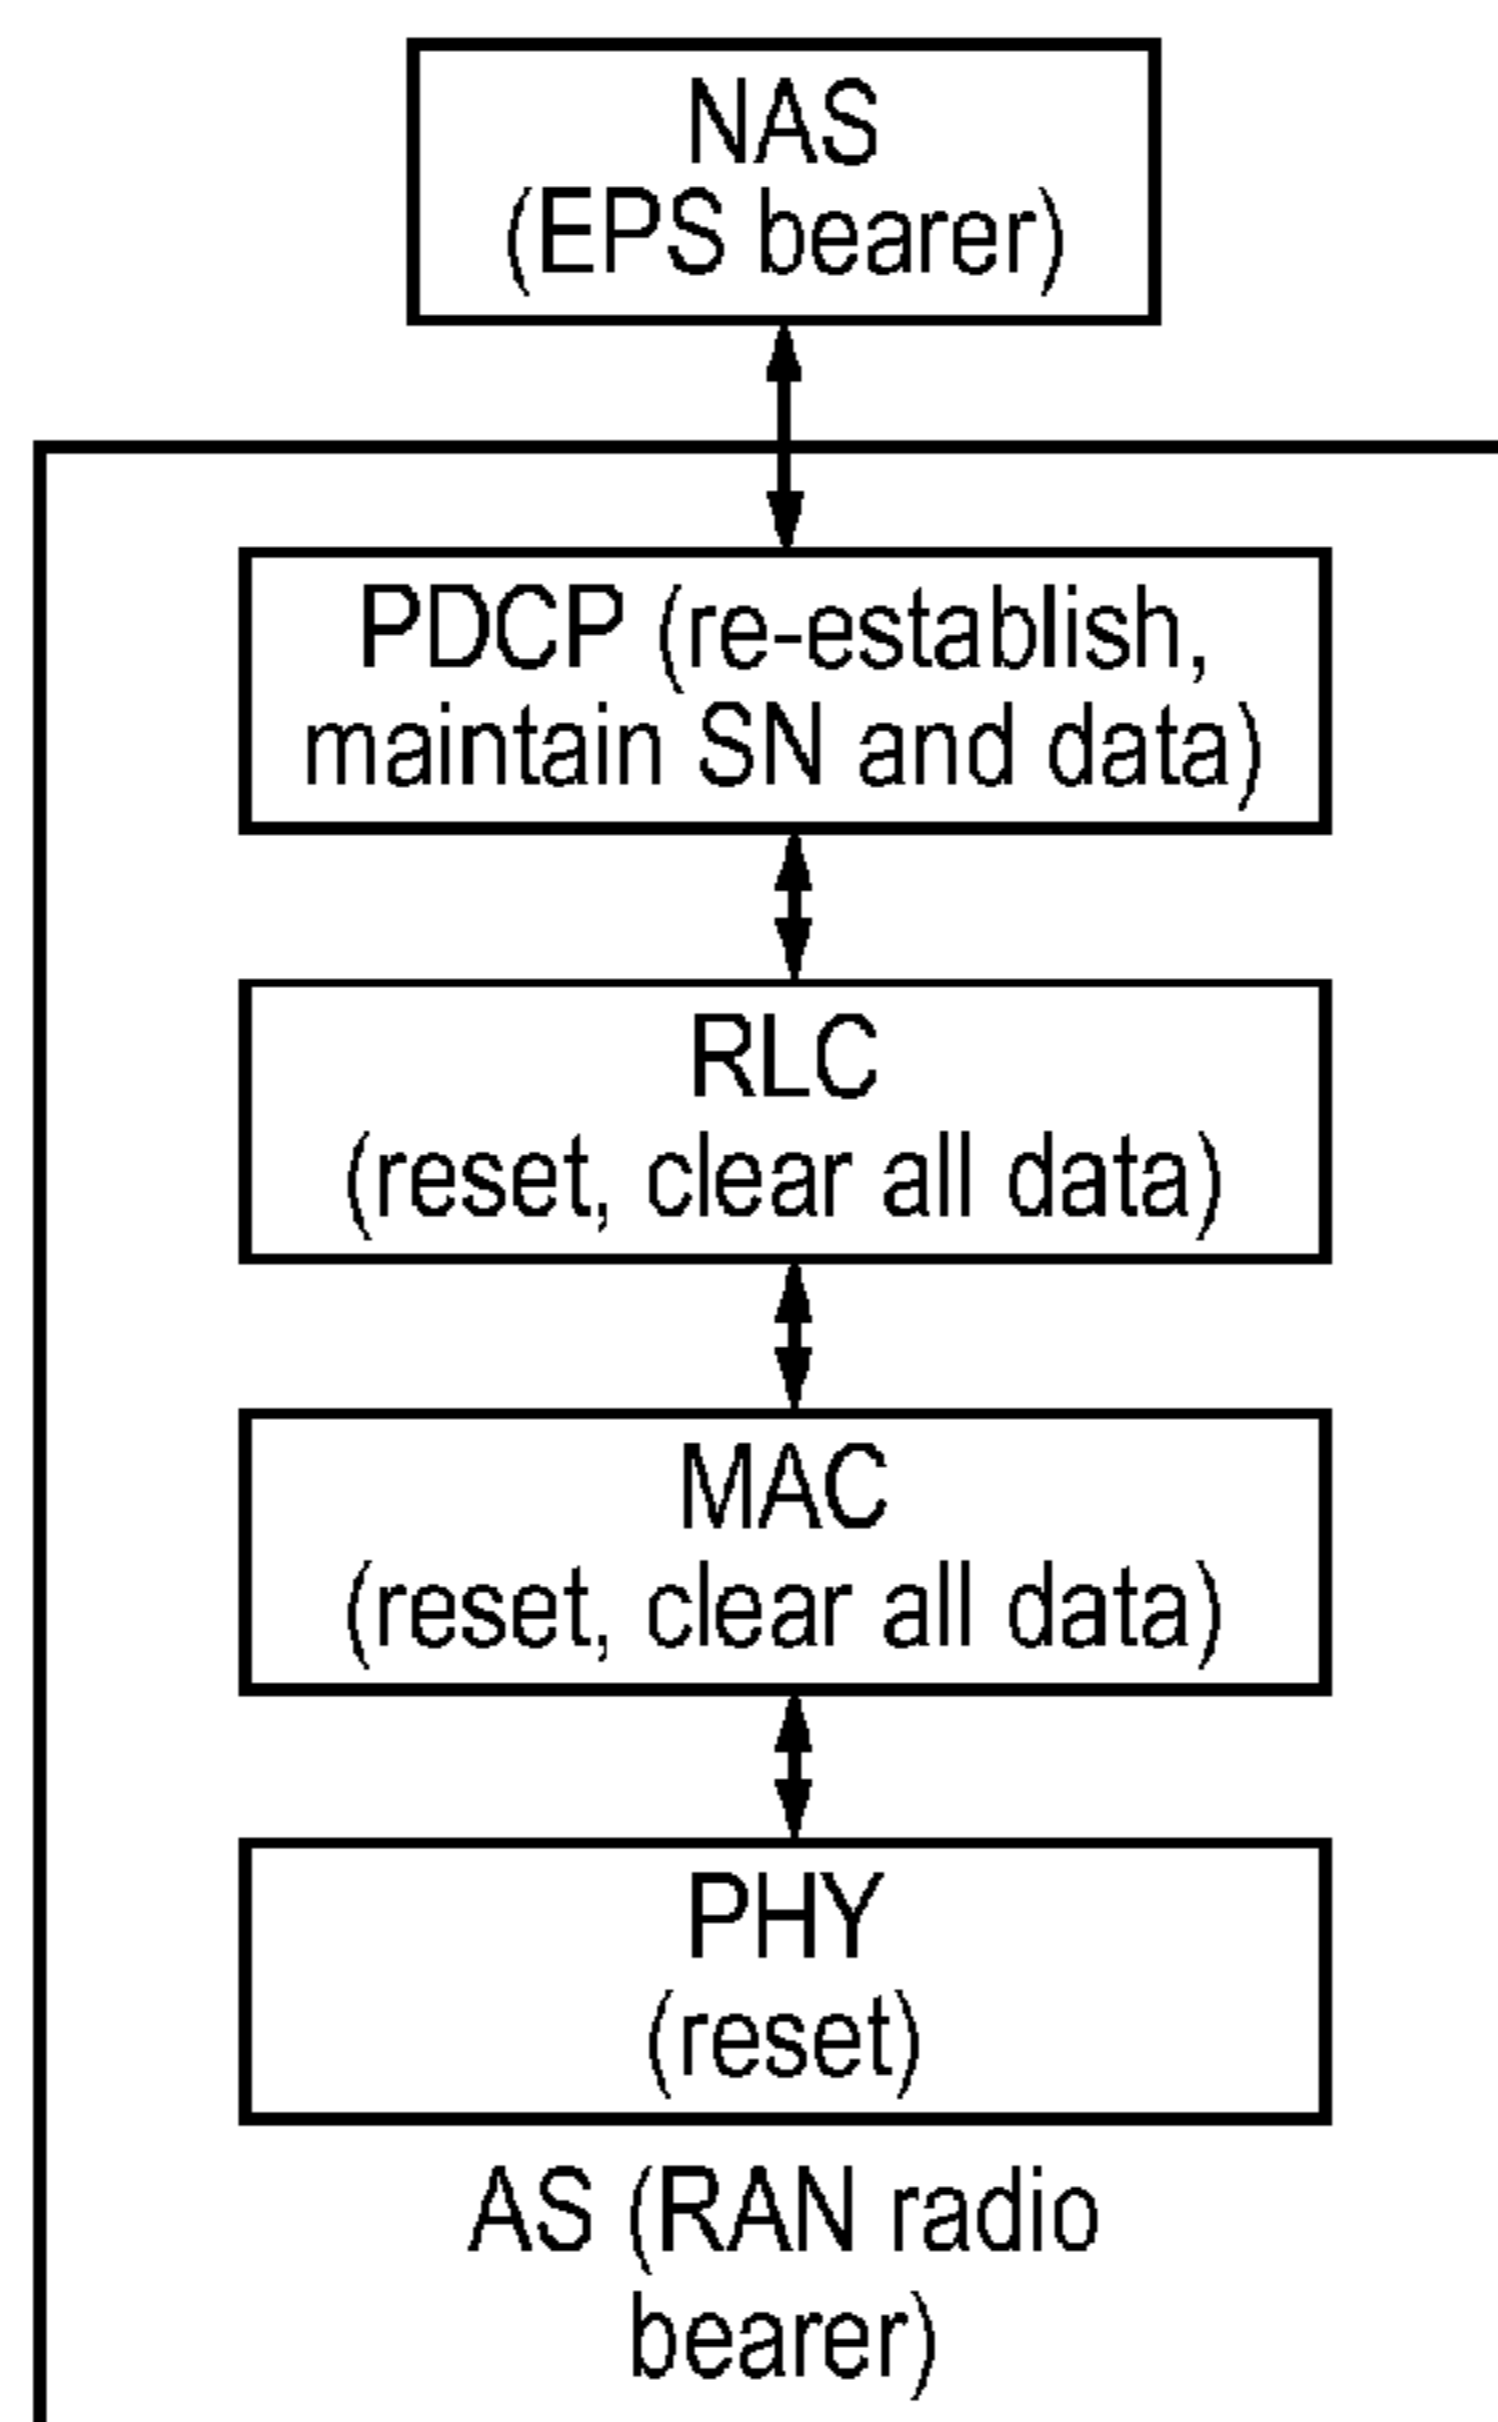 NAS
(EPS bearer)
PDCP (re-establish,
maintain SN and data)
RLC
(reset, clear all data)
MAC
(reset, clear all data)
PHY
(reset)
AS (RAN radio
bearer)